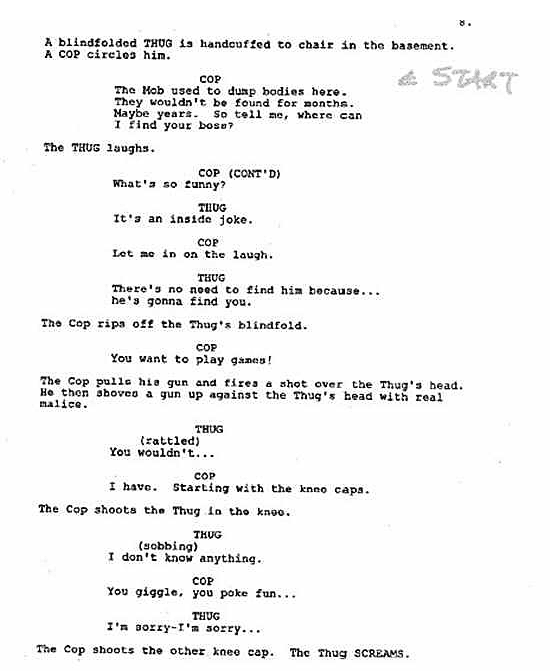 8.
A blindfolded THUG is handcuffed to chair in the basement.
A COP circles him.
& START
COP
The Mob used to dump bodies here.
They wouldn't be found for months.
Maybe years. So tell me, where can
I find your boss?
The THUG laughs.
COP (CONT'D)
What's so funny?
THUG
It's an inside joke.
COP
Let me in on the laugh.
THUG
There's no need to find him because...
he's gonna find you.
The Cop rips off the Thug's blindfold.
COP
You want to play games!
The Cop pulls his gun and fires a shot over the Thug's head.
He then shoves a gun up against the Thug's head with real
malice.
THUG
(rattled)
You wouldn't...
COP
I have. Starting with the knee caps.
The Cop shoots the Thug in the knee.
THUG
(sobbing)
I don't know anything.
COP
You giggle, you poke fun...
THUG
I'm sorry-I'm sorry...
The Cop shoots the other knee cap. The Thug SCREAMS.